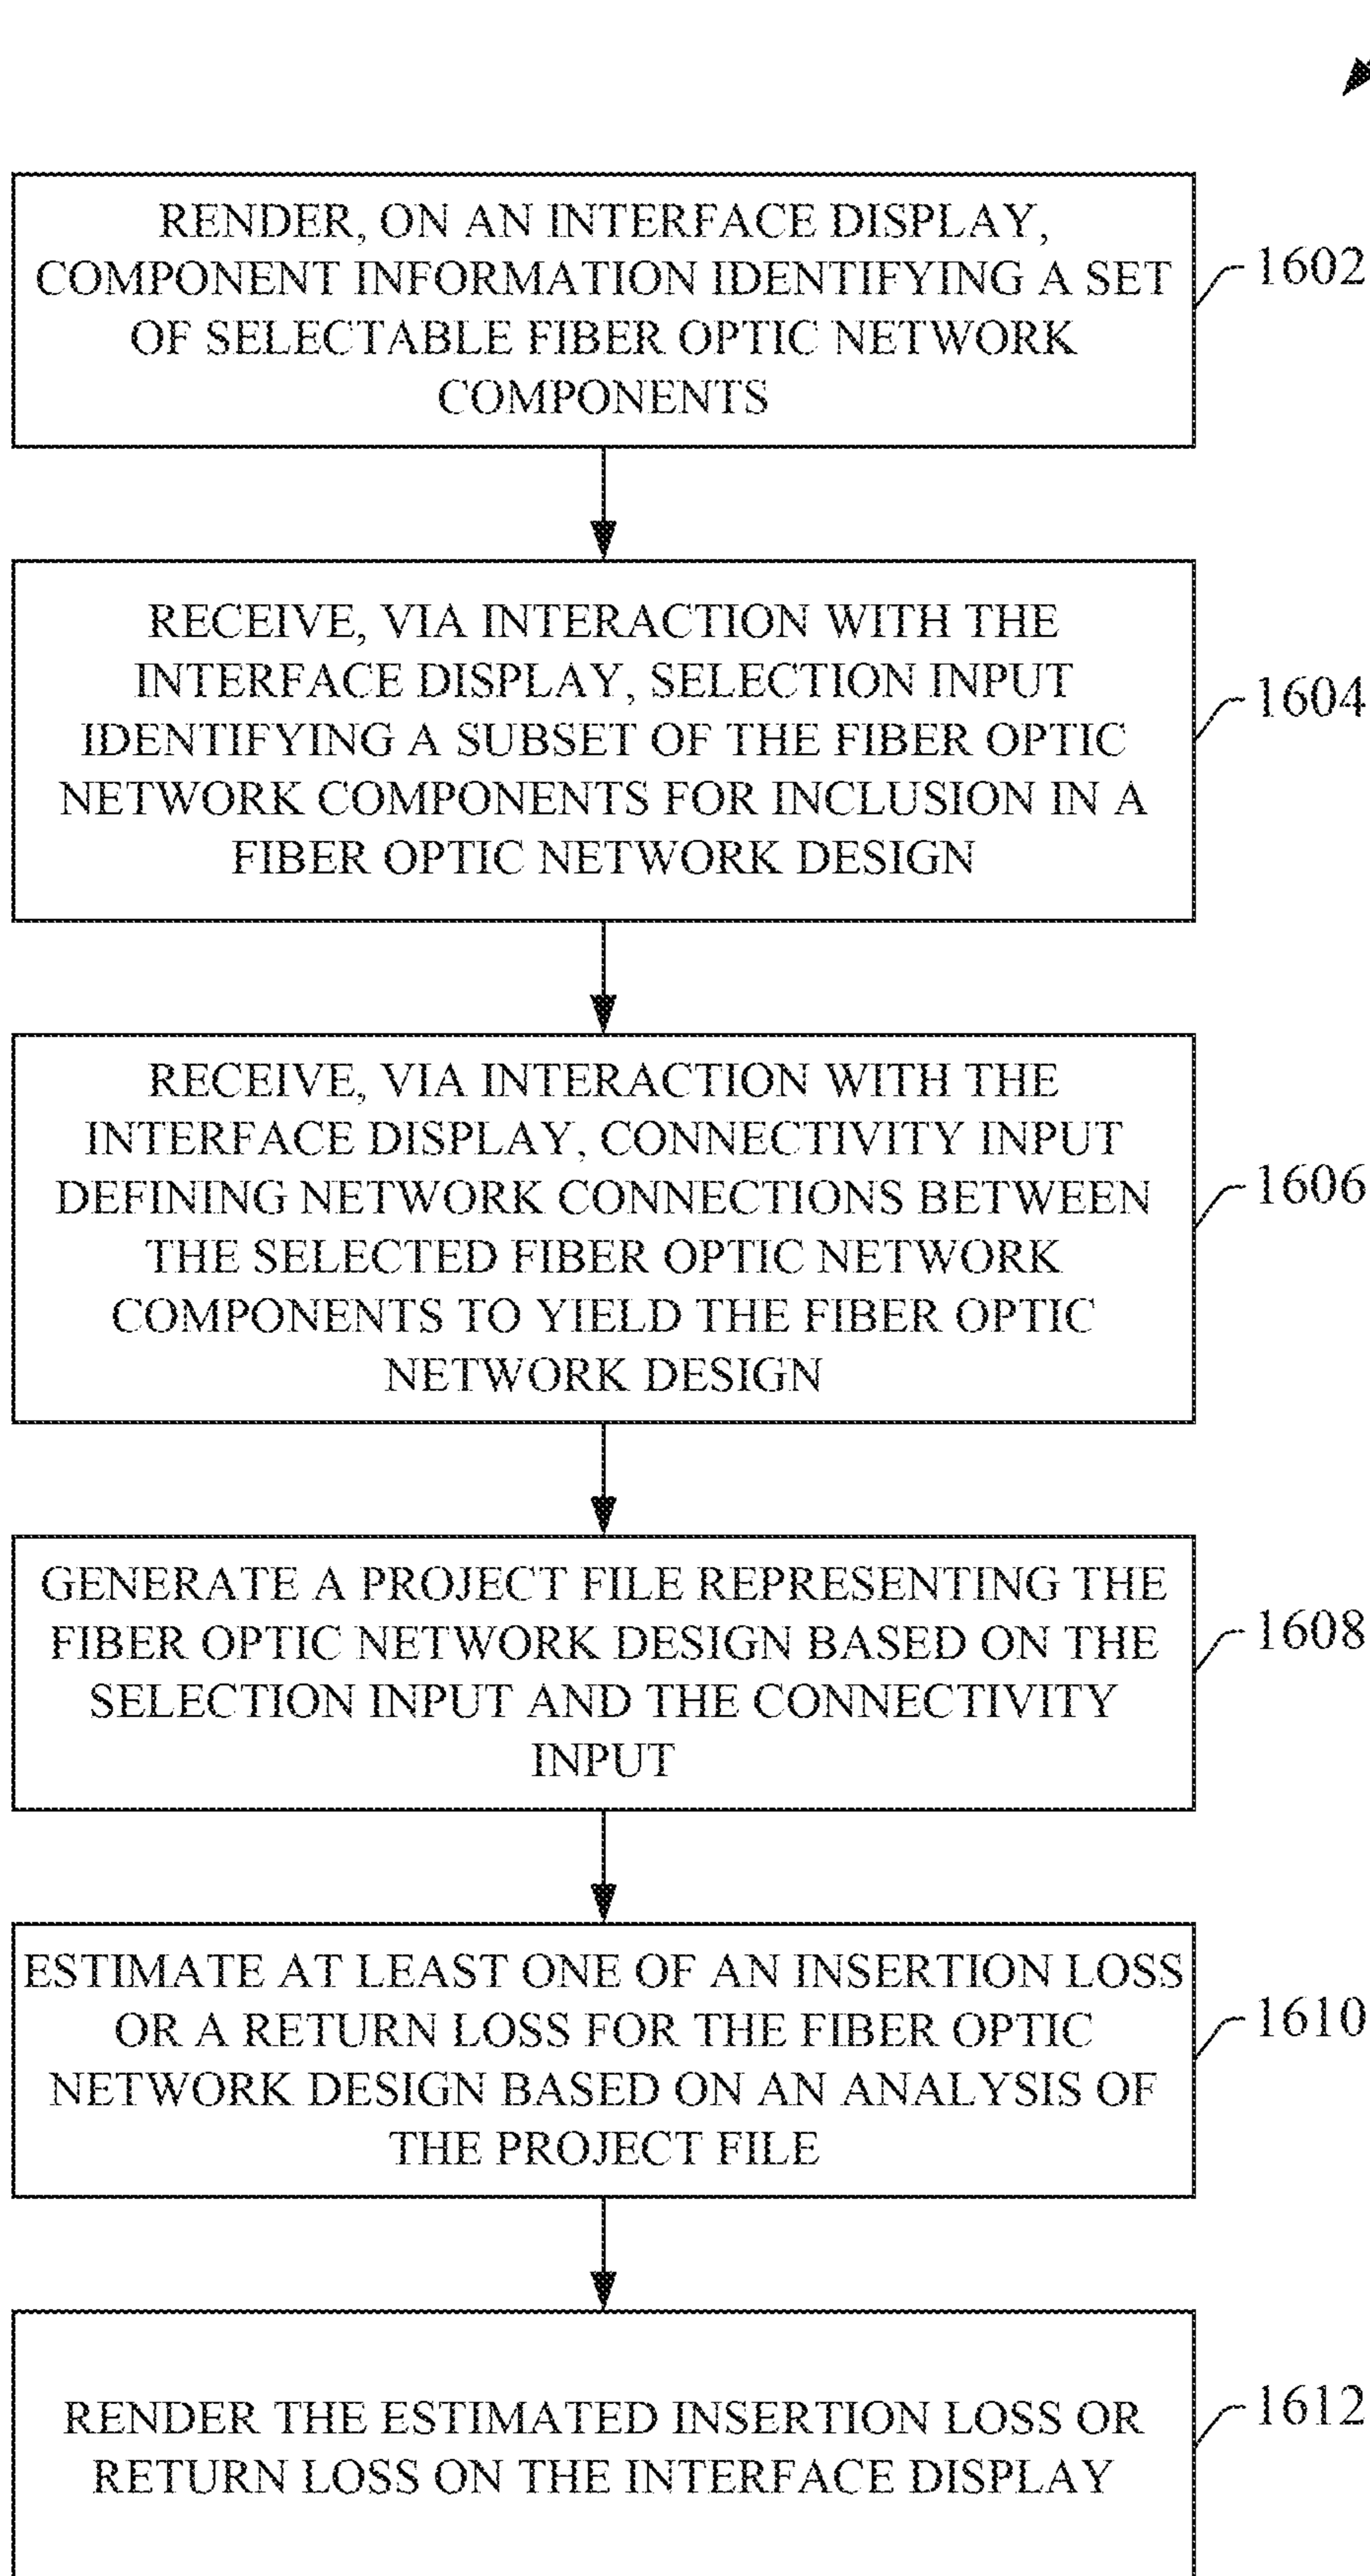 RENDER, ON AN INTERFACE DISPLAY,
COMPONENT INFORMATION IDENTIFYING A SET
OF SELECTABLE FIBER OPTIC NETWORK
COMPONENTS
1602
RECEIVE, VIA INTERACTION WITH THE
INTERFACE DISPLAY, SELECTION INPUT
IDENTIFYING A SUBSET OF THE FIBER OPTIC
NETWORK COMPONENTS FOR INCLUSION IN A
FIBER OPTIC NETWORK DESIGN
1604
RECEIVE, VIA INTERACTION WITH THE
INTERFACE DISPLAY, CONNECTIVITY INPUT
DEFINING NETWORK CONNECTIONS BETWEEN
THE SELECTED FIBER OPTIC NETWORK
COMPONENTS TO YIELD THE FIBER OPTIC
NETWORK DESIGN
1606
GENERATE A PROJECT FILE REPRESENTING THE
FIBER OPTIC NETWORK DESIGN BASED ON THE
SELECTION INPUT AND THE CONNECTIVITY
INPUT
1608
ESTIMATE AT LEAST ONE OF AN INSERTION LOSS
OR A RETURN LOSS FOR THE FIBER OPTIC
NETWORK DESIGN BASED ON AN ANALYSIS OF
THE PROJECT FILE
1610
RENDER THE ESTIMATED INSERTION LOSS OR
RETURN LOSS ON THE INTERFACE DISPLAY
1612